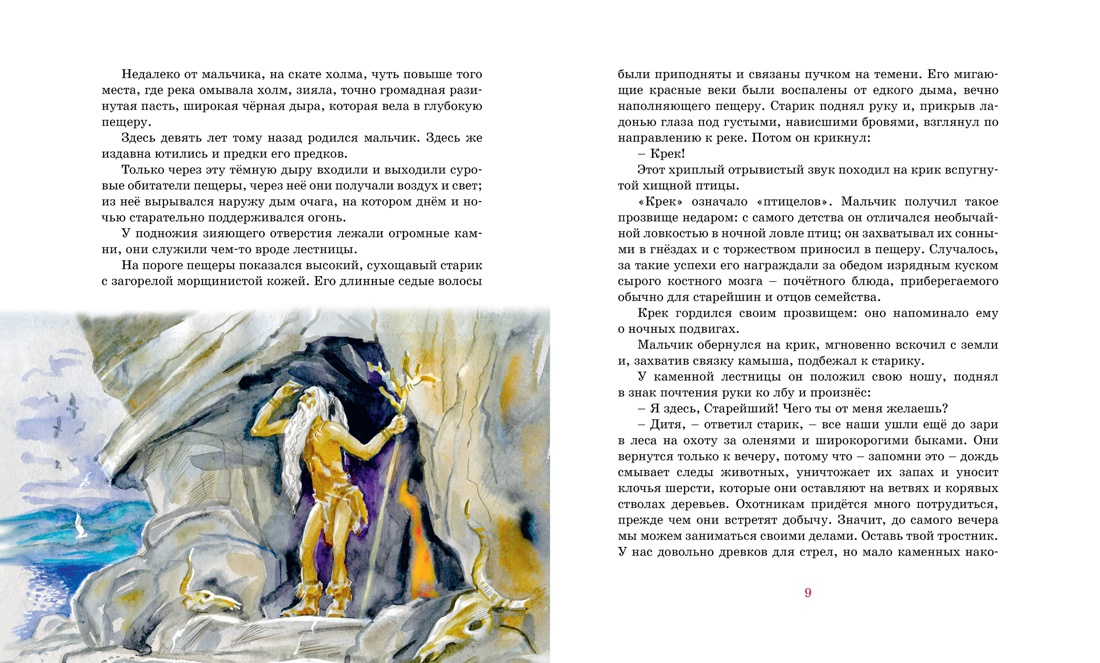 Недалеко от мальчика, на скате холма, чуть повыше того
места, где река омывала холм, зияла, точно громадная рази-
нутая пасть, широкая чёрная дыра, которая вела в глубокую
пещеру.
Здесь девять лет тому назад родился мальчик. Здесь же
издавна ютились и предки его предков.
Только через эту тёмную дыру входили и выходили суро-
вые обитатели пещеры, через неё они получали воздух и свет;
из неё вырывался наружу дым очага, на котором днём и но-
чью старательно поддерживался огонь.
У подножия зияющего отверстия лежали огромные кам-
ни, они служили чем-то вроде лестницы.
На пороге пещеры показался высокий, сухощавый старик
с загорелой морщинистой кожей. Его длинные седые волосы
были приподняты и связаны пучком на темени. Его мигаю-
щие красные веки были воспалены от едкого дыма, вечно
наполняющего пещеру. Старик поднял руку и, прикрыв ла-
донью глаза под густыми, нависшими бровями, взглянул по
направлению к реке. Потом он крикнул:
– Крек!
Этот хриплый отрывистый звук походил на крик вспугну-
той хищной птицы.
«Крек» означало «птицелов». Мальчик получил такое
прозвище недаром: с самого детства он отличался необычай-
ной ловкостью в ночной ловле птиц; он захватывал их сонны-
ми в гнёздах и с торжеством приносил в пещеру. Случалось,
за такие успехи его награждали за обедом изрядным куском
сырого костного мозга – почётного блюда, приберегаемого
обычно для старейшин и отцов семейства.
Крек гордился своим прозвищем: оно напоминало ему
о ночных подвигах.
Мальчик обернулся на крик, мгновенно вскочил с земли
и, захватив связку камыша, подбежал к старику.
У каменной лестницы он положил свою ношу, поднял
в знак почтения руки ко лбу и произнёс:
– Я здесь, Старейший! Чего ты от меня желаешь?
– Дитя, – ответил старик, – все наши ушли ещё до зари
в леса на охоту за оленями и широкорогими быками. Они
вернутся только к вечеру, потому что – запомни это – дождь
смывает следы животных, уничтожает их запах и уносит
клочья шерсти, которые они оставляют на ветвях и корявых
стволах деревьев. Охотникам придётся много потрудиться,
прежде чем они встретят добычу. Значит, до самого вечера
мы можем заниматься своими делами. Оставь твой тростник.
У нас довольно древков для стрел, но мало каменных нако-
9